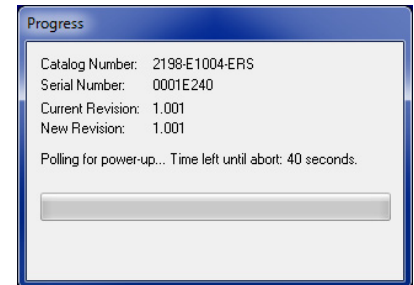 Progress
Catalog Number: 2198-E1004-ERS
Serial Number: 0001E240
Current Revision: 1.001
New Revision: 1.001
Polling for power-up... Time left until abort: 40 seconds.